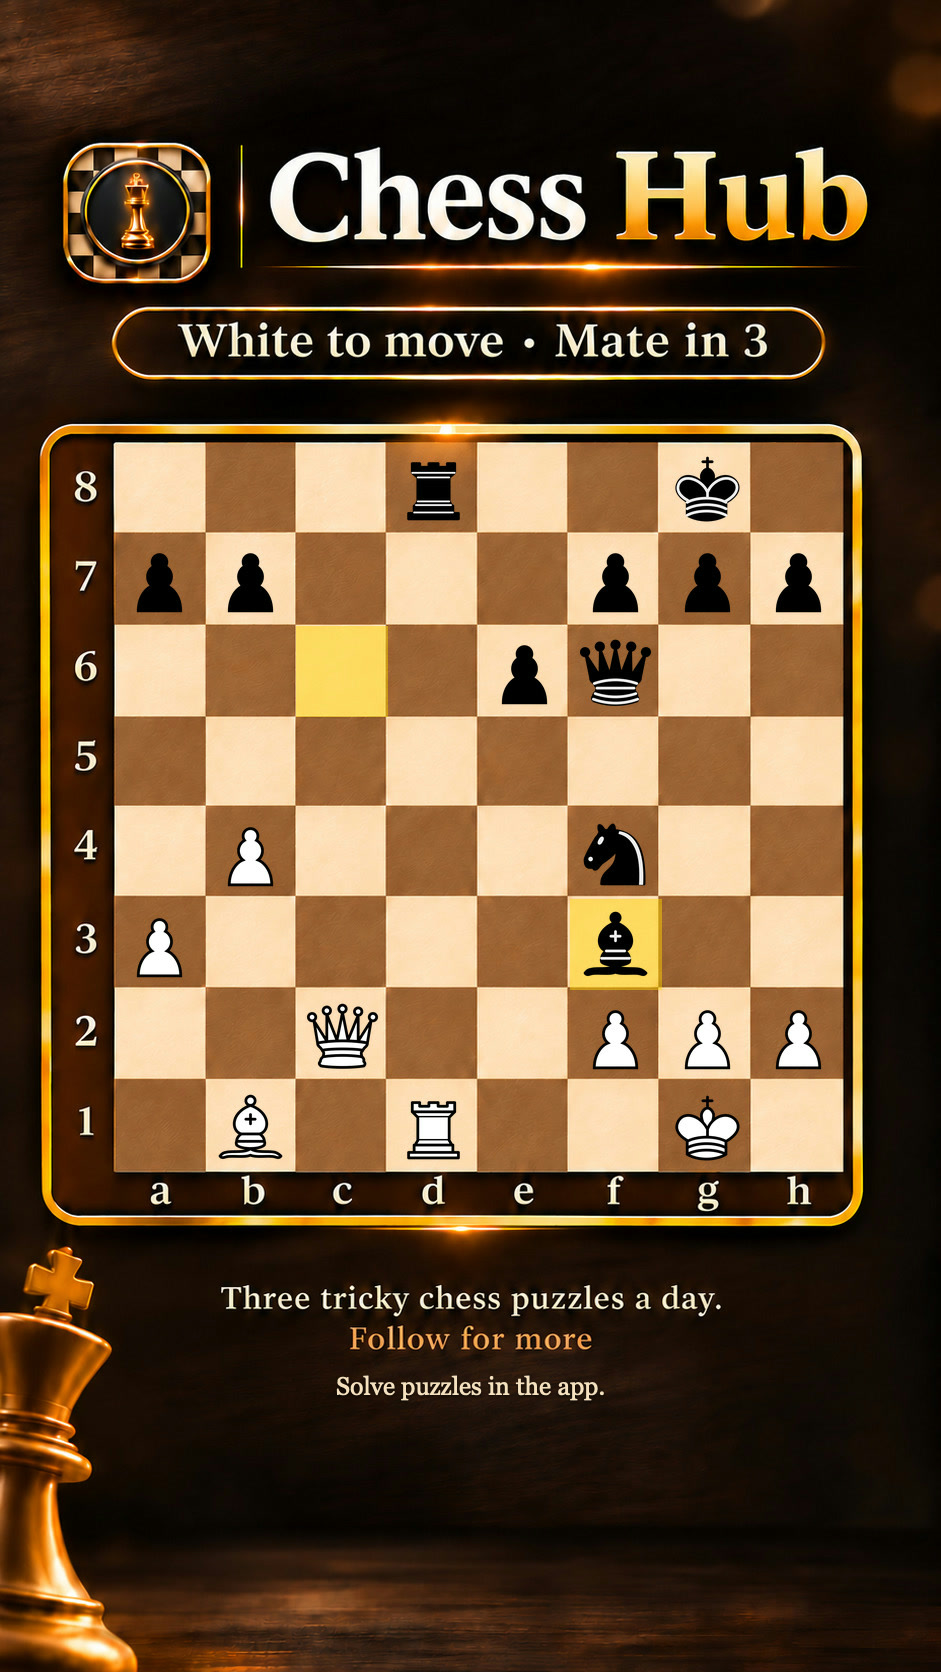 Chess Hub
White to move • Mate in 3
8
7
6
5
4
3
2
1
a b c d e f g h
Three tricky chess puzzles a day.
Follow for more
Solve puzzles in the app.